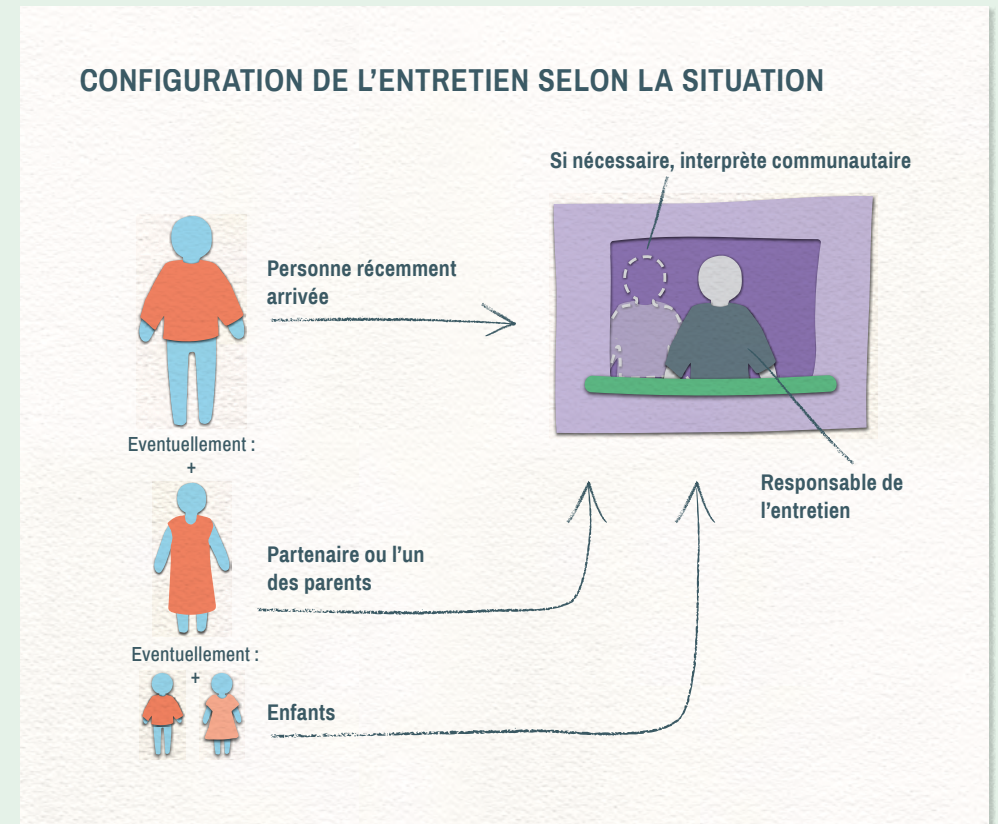 CONFIGURATION DE L'ENTRETIEN SELON LA SITUATION
Si nécessaire, interprète communautaire
Personne récemment
arrivée
Eventuellement :
+
Responsable de
l'entretien
Partenaire ou l'un
des parents
Eventuellement :
+
Enfants